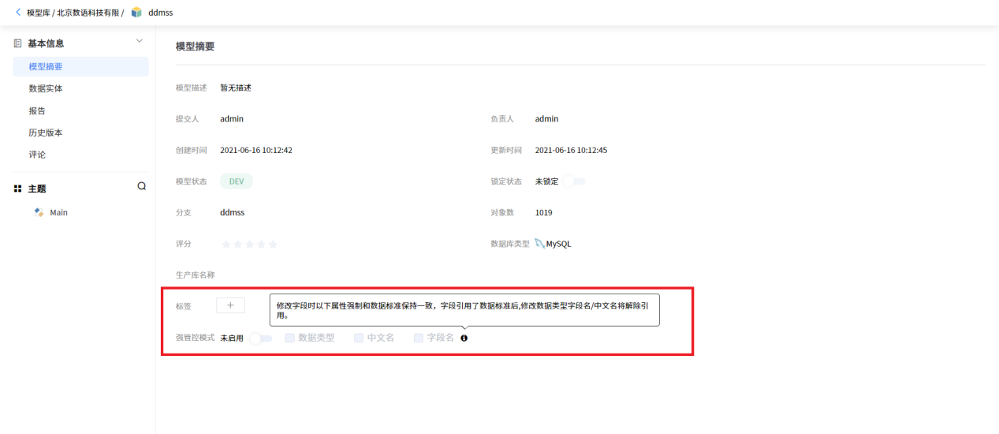 模型库 / 北京数语科技有限 / ddmss
基本信息
模型摘要
数据实体
报告
历史版本
评论
主题
Main
模型摘要
模型描述 暂无描述
提交人 admin 负责人 admin
创建时间 2021-06-16 10:12:42 更新时间 2021-06-16 10:12:45
模型状态 DEV 锁定状态 未锁定
分支 ddmss 对象数 1019
评分 数据库类型 MySQL
生产库名称
标签 +
修改字段时以下属性强制和数据标准保持一致，字段引用了数据标准后,修改数据类型字段名/中文名将解除引
用。
强管控模式 未启用 数据类型 中文名 字段名